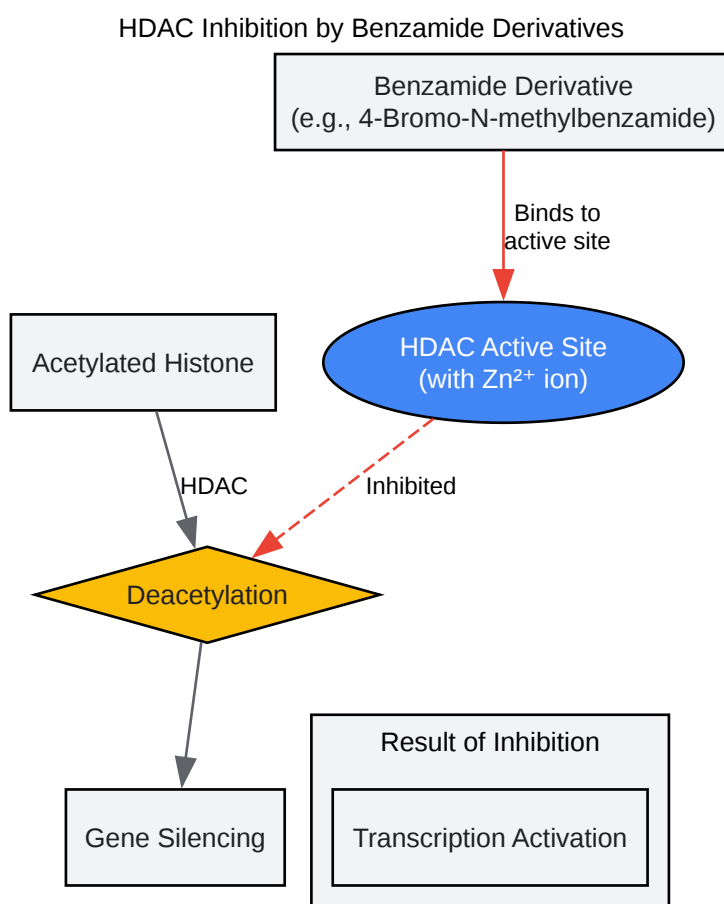 HDAC Inhibition by Benzamide Derivatives
Benzamide Derivative
(e.g., 4-Bromo-N-methylbenzamide)
Binds to
active site
Acetylated Histone
HDAC Active Site
(with Zn²⁺ ion)
HDAC
Inhibited
Deacetylation
Result of Inhibition
Gene Silencing
Transcription Activation